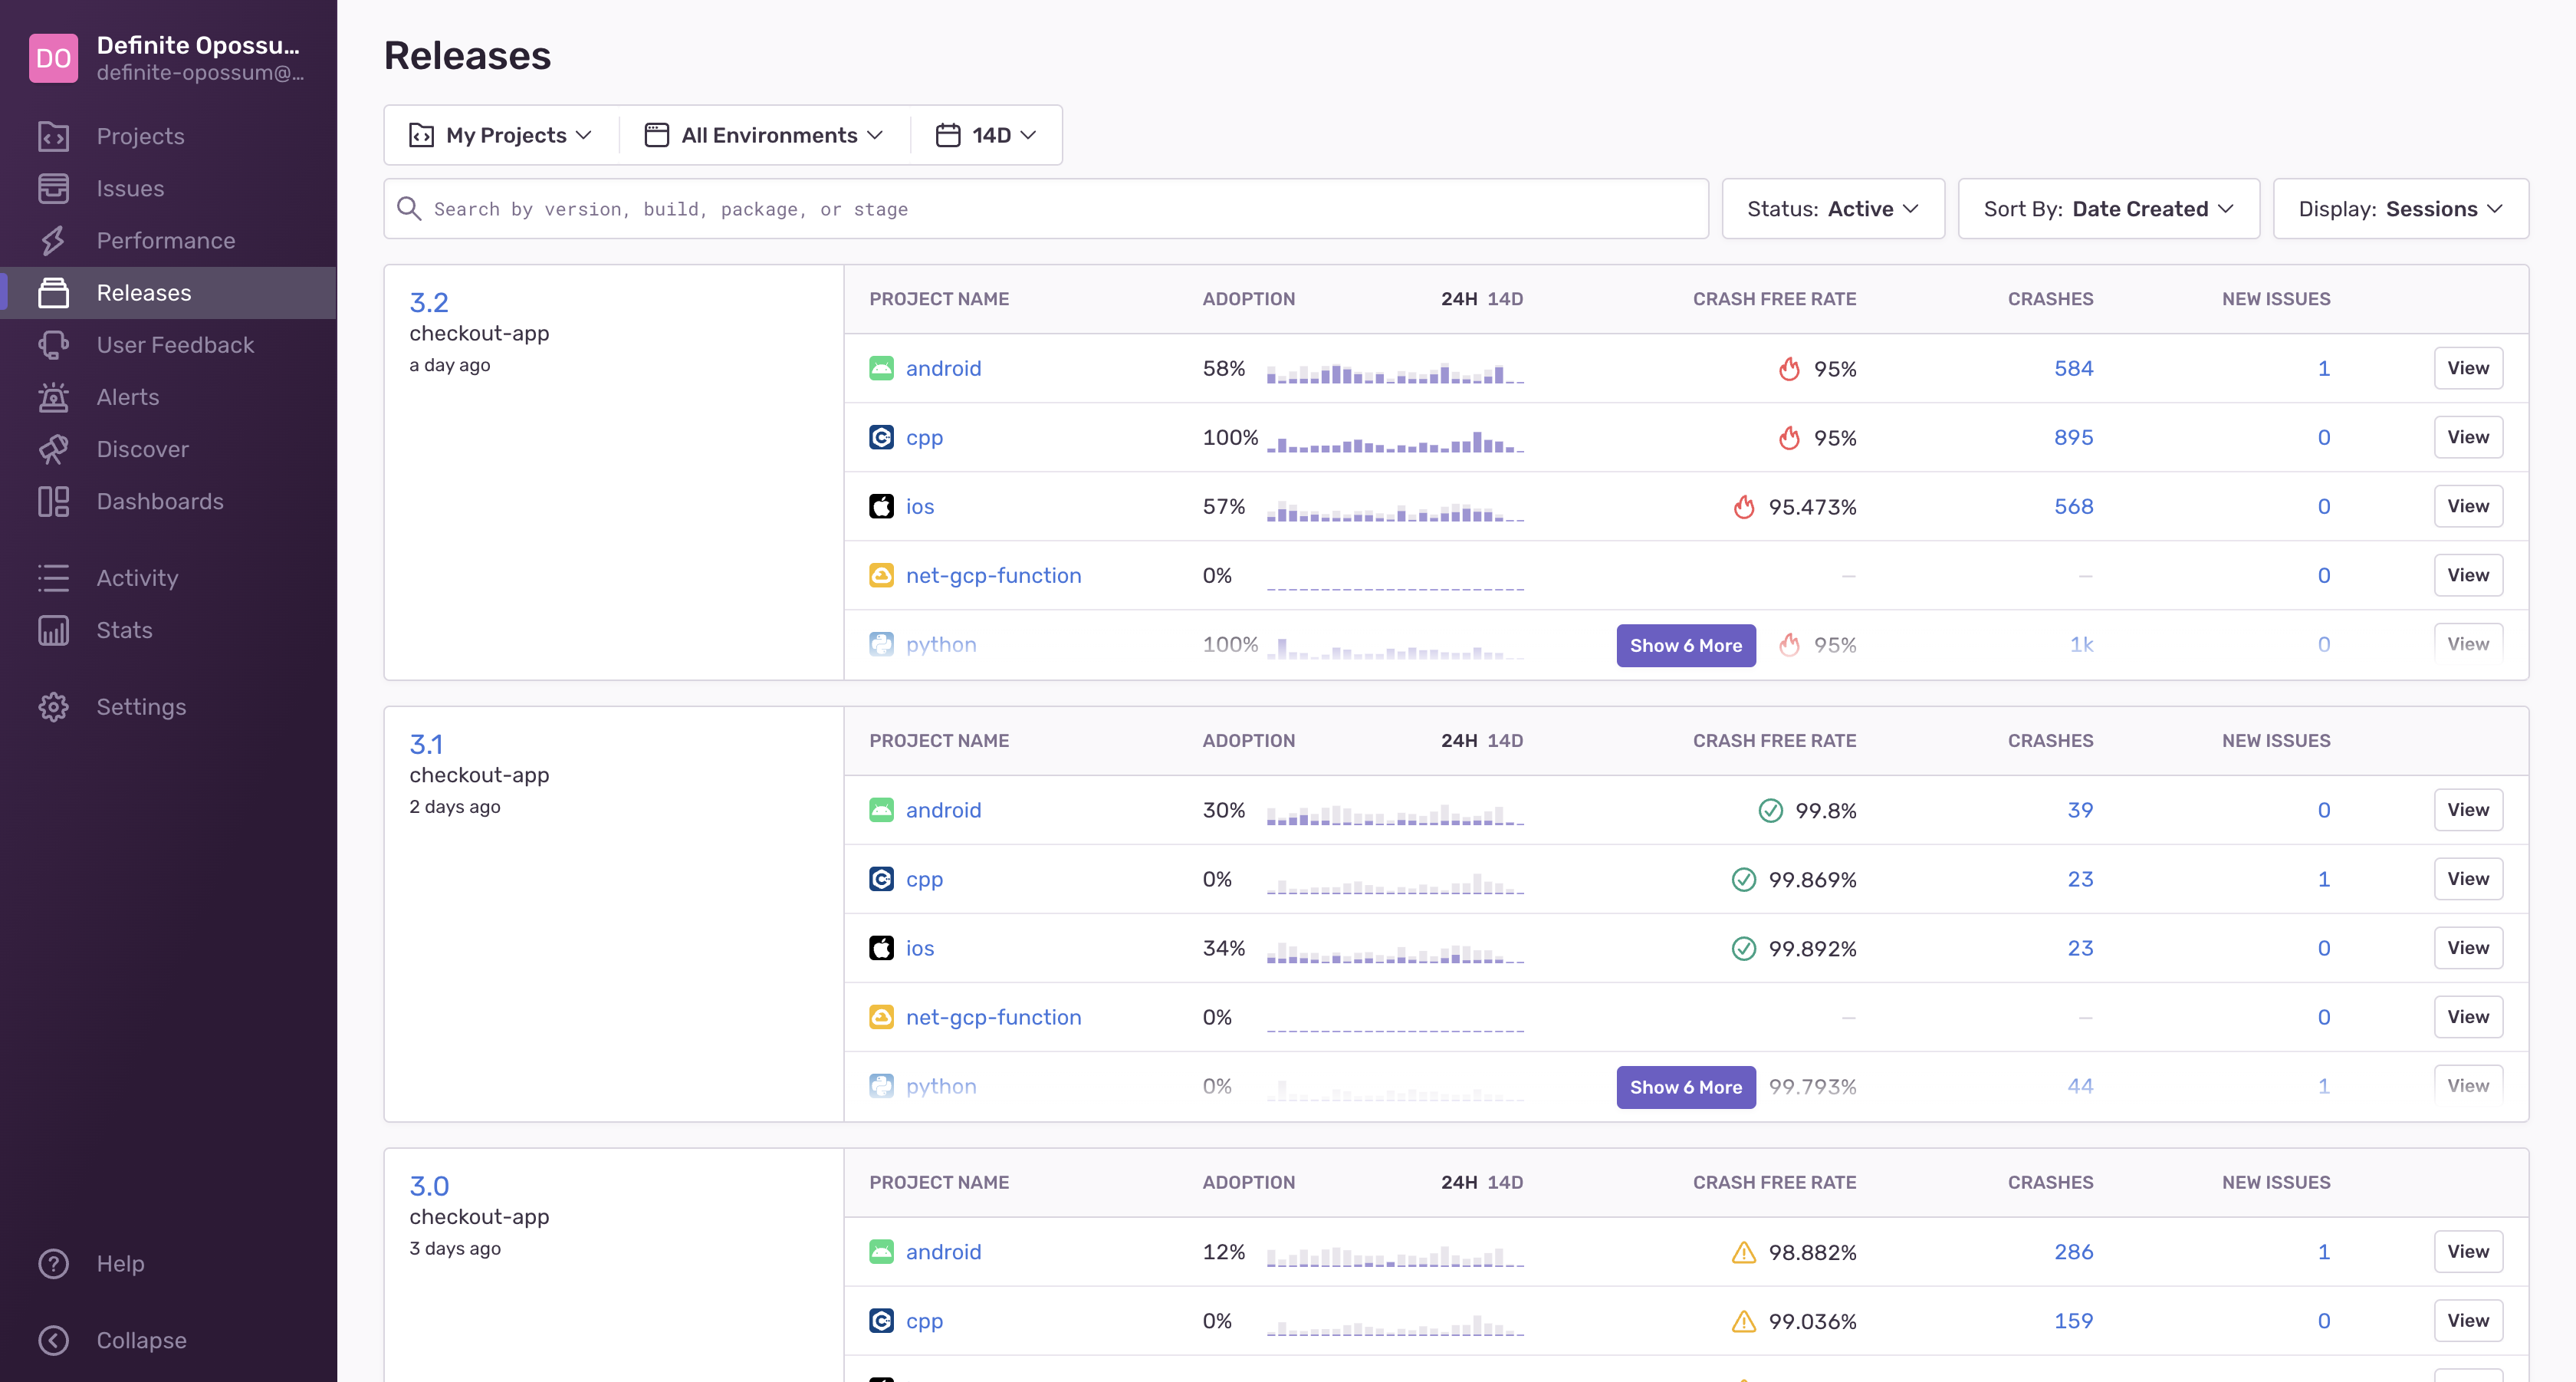 DO
Definite Opossu...
definite-opossum@...
Projects
Issues
Performance
Releases
User Feedback
Alerts
Discover
Dashboards
Activity
Stats
Settings
Help
Collapse
Releases
My Projects
All Environments
14D
Search by version, build, package, or stage
Status: Active
Sort By: Date Created
Display: Sessions
3.2
checkout-app
a day ago
PROJECT NAME ADOPTION 24H 14D CRASH FREE RATE CRASHES NEW ISSUES
android 58% 95% 584 1 View
cpp 100% 95% 895 0 View
ios 57% 95.473% 568 0 View
net-gcp-function 0% — — 0 View
python 100% Show 6 More 95% 1k 0 View
3.1
checkout-app
2 days ago
PROJECT NAME ADOPTION 24H 14D CRASH FREE RATE CRASHES NEW ISSUES
android 30% 99.8% 39 0 View
cpp 0% 99.869% 23 1 View
ios 34% 99.892% 23 0 View
net-gcp-function 0% — — 0 View
python 0% Show 6 More 99.793% 44 1 View
3.0
checkout-app
3 days ago
PROJECT NAME ADOPTION 24H 14D CRASH FREE RATE CRASHES NEW ISSUES
android 12% 98.882% 286 1 View
cpp 0% 99.036% 159 0 View